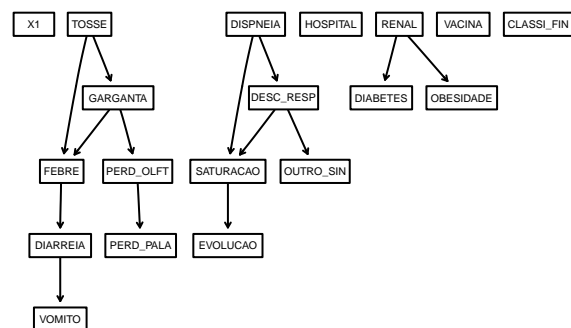 X1 TOSSE DISPNEIA HOSPITAL RENAL VACINA CLASSI_FIN
GARGANTA DESC_RESP DIABETES OBESIDADE
FEBRE PERD_OLFT SATURACAO OUTRO_SIN
DIARREIA PERD_PALA EVOLUCAO
VOMITO